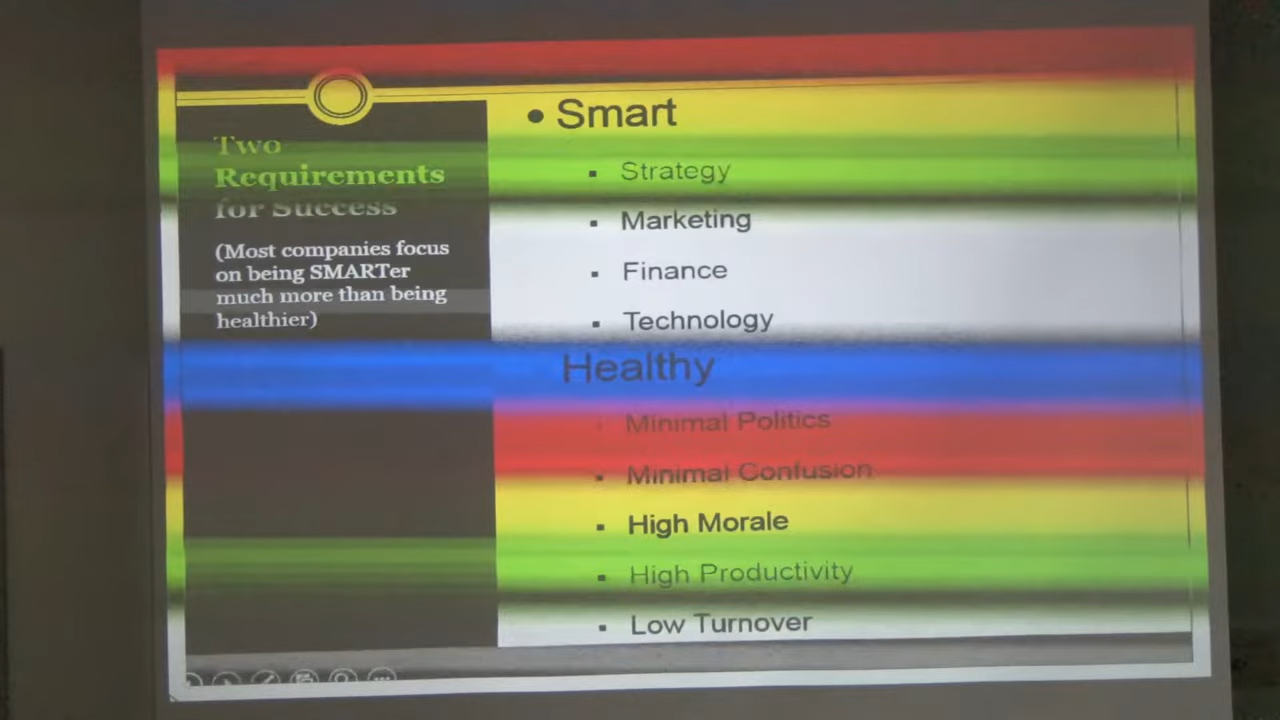 Two
Requirements
for Success
(Most companies focus
on being SMARTer
much more than being
healthier)
• Smart
▪ Strategy
▪ Marketing
▪ Finance
▪ Technology
Healthy
▪ Minimal Politics
▪ Minimal Confusion
▪ High Morale
▪ High Productivity
▪ Low Turnover